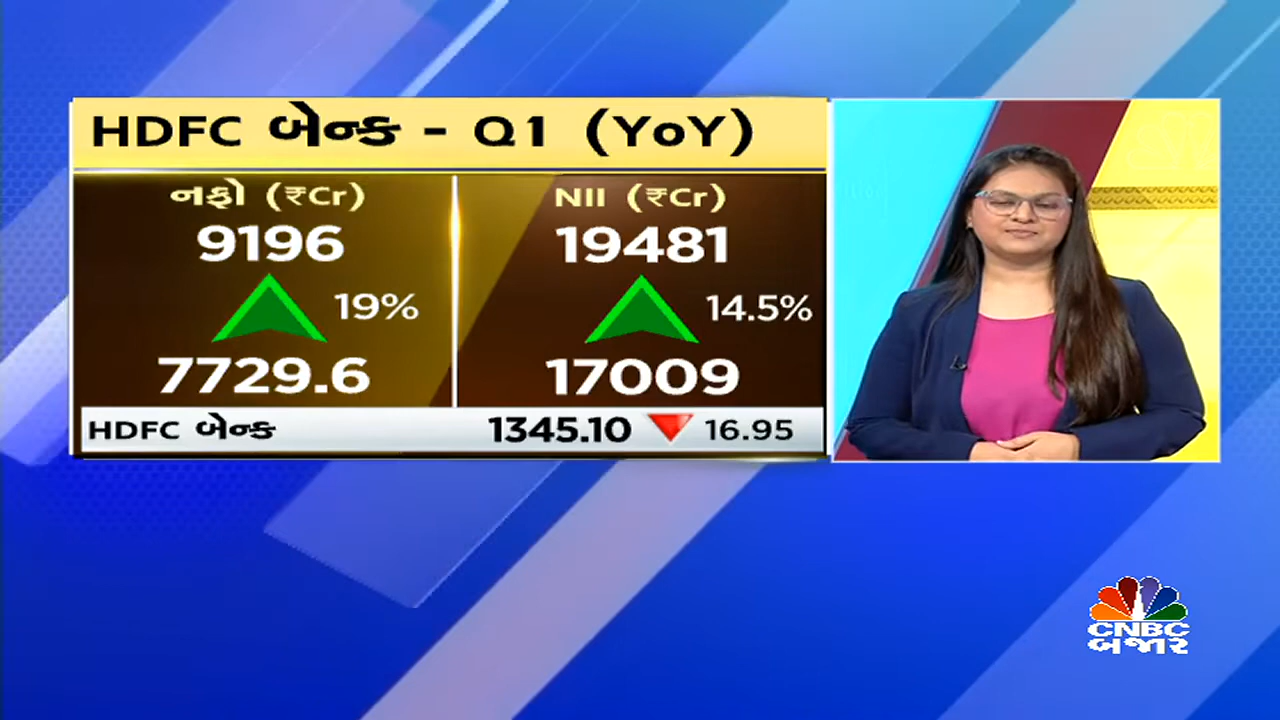 HDFC બેન્ક - Q1 (YoY)
નફો (₹Cr)
9196
19%
7729.6
NII (₹Cr)
19481
14.5%
17009
HDFC બેન્ક 1345.10 16.95
CNBC
બજાર